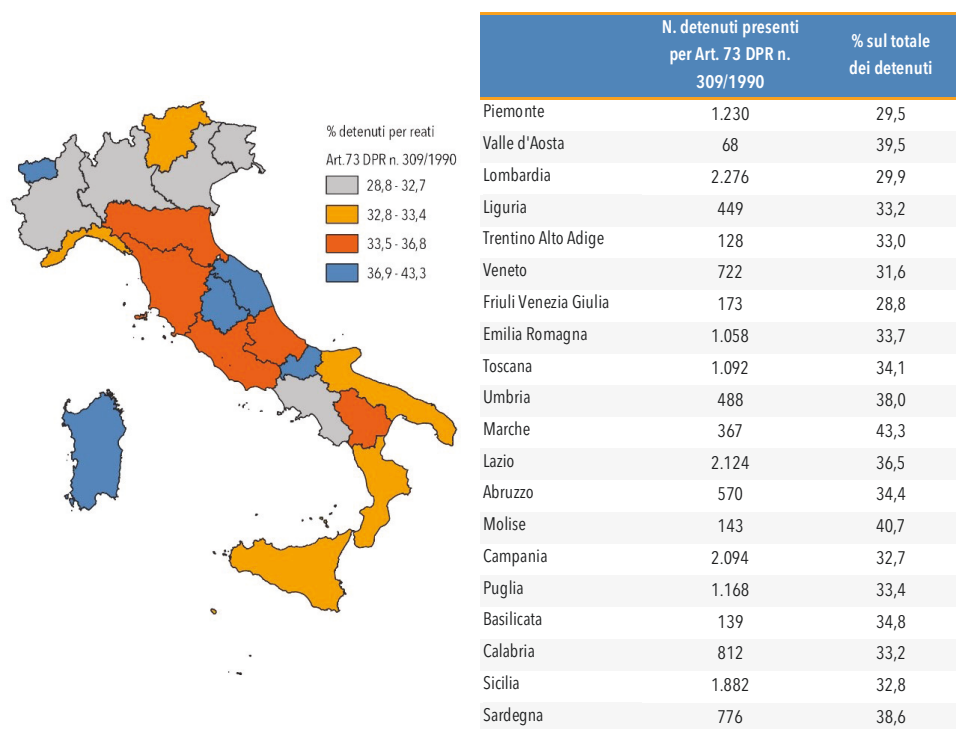 % detenuti per reati
Art.73 DPR n. 309/1990
28,8 - 32,7
32,8 - 33,4
33,5 - 36,8
36,9 - 43,3
N. detenuti presenti
per Art. 73 DPR n.
309/1990
% sul totale
dei detenuti
Piemonte 1.230 29,5
Valle d'Aosta 68 39,5
Lombardia 2.276 29,9
Liguria 449 33,2
Trentino Alto Adige 128 33,0
Veneto 722 31,6
Friuli Venezia Giulia 173 28,8
Emilia Romagna 1.058 33,7
Toscana 1.092 34,1
Umbria 488 38,0
Marche 367 43,3
Lazio 2.124 36,5
Abruzzo 570 34,4
Molise 143 40,7
Campania 2.094 32,7
Puglia 1.168 33,4
Basilicata 139 34,8
Calabria 812 33,2
Sicilia 1.882 32,8
Sardegna 776 38,6